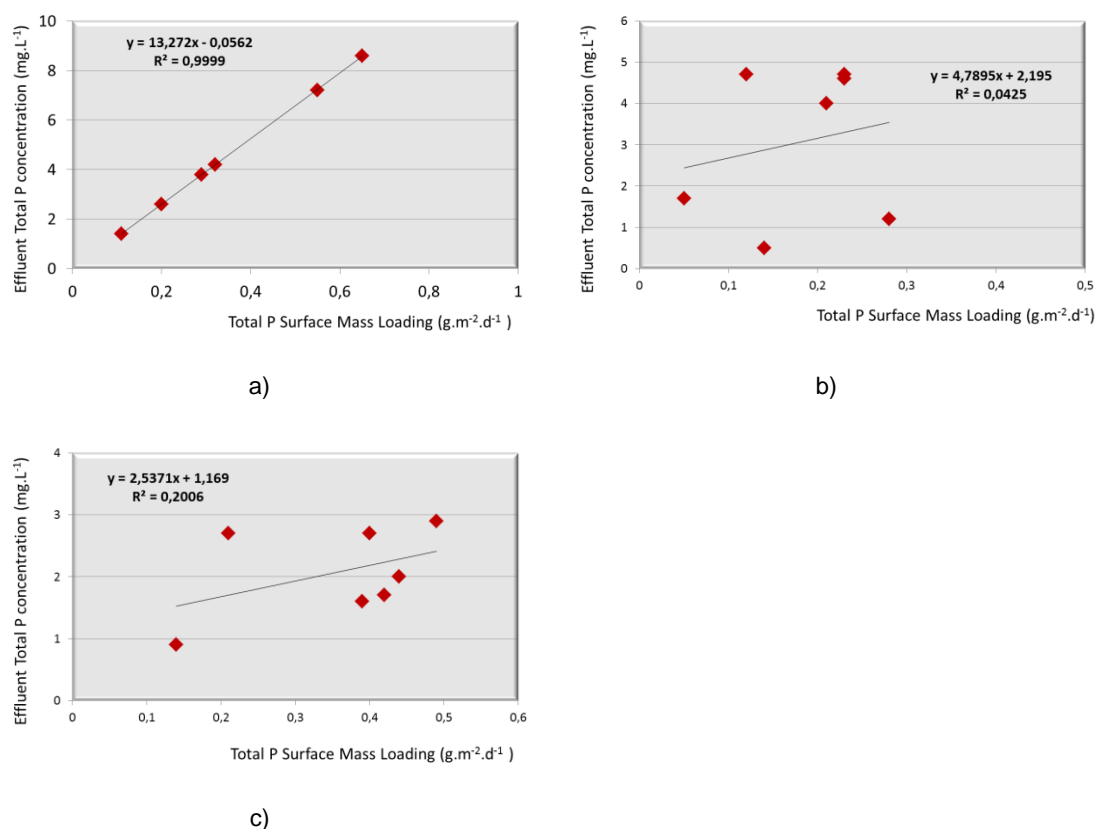 Effluent Total P concentration (mg.L⁻¹)
10
8
6
4
2
0
y = 13,272x - 0,0562
R² = 0,9999
0 0,2 0,4 0,6 0,8 1
Total P Surface Mass Loading (g.m⁻².d⁻¹ )
a)
Effluent Total P concentration (mg.L⁻¹)
6
5
4
3
2
1
0
y = 4,7895x + 2,195
R² = 0,0425
0 0,1 0,2 0,3 0,4 0,5
Total P Surface Mass Loading (g.m⁻².d⁻¹)
b)
Effluent Total P concentration (mg.L⁻¹)
4
3
2
1
0
y = 2,5371x + 1,169
R² = 0,2006
0 0,1 0,2 0,3 0,4 0,5 0,6
Total P Surface Mass Loading (g.m⁻².d⁻¹ )
c)